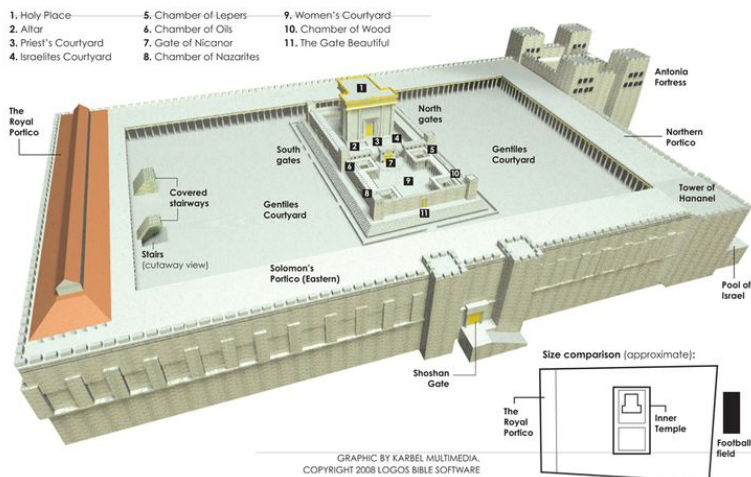 1. Holy Place
2. Altar
3. Priest's Courtyard
4. Israelites Courtyard
5. Chamber of Lepers
6. Chamber of Oils
7. Gate of Nicanor
8. Chamber of Nazarites
9. Women's Courtyard
10. Chamber of Wood
11. The Gate Beautiful
Antonia
Fortress
The
Royal
Portico
1
North
gates
Northern
Portico
2
3
4
5
South
gates
6
7
Gentiles
Courtyard
8
9
10
11
Covered
stairways
Tower of
Hananel
Gentiles
Courtyard
Stairs
(cutaway view)
Solomon's
Portico (Eastern)
Pool of
Israel
Shoshan
Gate
Size comparison (approximate):
The
Royal
Portico
Inner
Temple
Football
field
GRAPHIC BY KARBEL MULTIMEDIA,
COPYRIGHT 2008 LOGOS BIBLE SOFTWARE